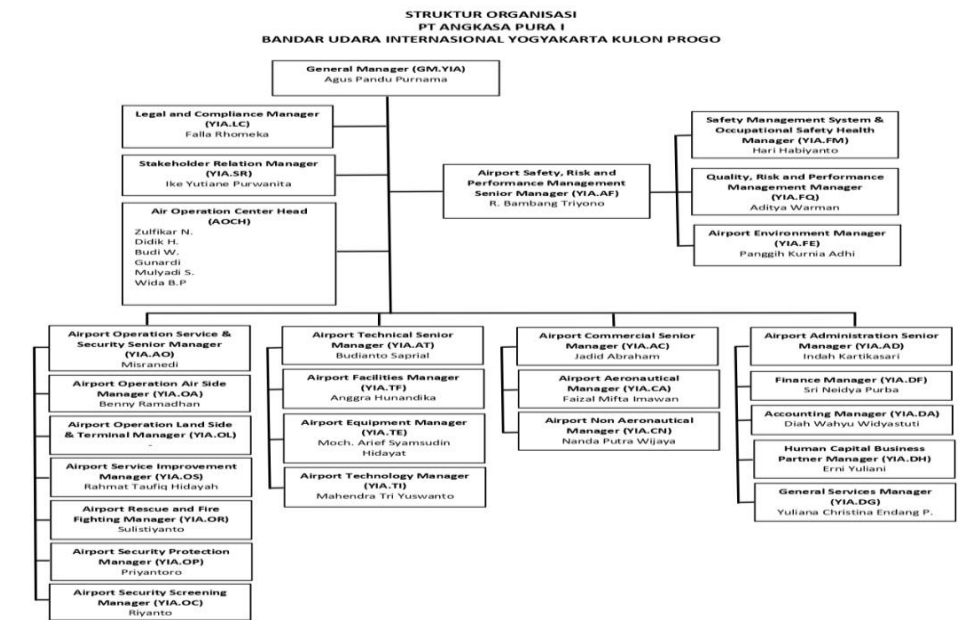 STRUKTUR ORGANISASI
PT ANGKASA PURA I
BANDAR UDARA INTERNASIONAL YOGYAKARTA KULON PROGO
General Manager (GM.YIA)
Agus Pandu Purnama
Legal and Compliance Manager
(YIA.LC)
Falla Rhomeka
Stakeholder Relation Manager
(YIA.SR)
Ike Yutiane Purwanita
Air Operation Center Head
(AOCH)
Zulfikar N.
Didik H.
Budi W.
Gunardi
Mulyadi S.
Wida B.P
Airport Safety, Risk and
Performance Management
Senior Manager (YIA.AF)
R. Bambang Triyono
Safety Management System &
Occupational Safety Health
Manager (YIA.FM)
Hari Habiyanto
Quality, Risk and Performance
Management Manager
(YIA.FQ)
Aditya Warman
Airport Environment Manager
(YIA.FE)
Panggih Kurnia Adhi
Airport Operation Service &
Security Senior Manager
(YIA.AO)
Misranedi
Airport Operation Air Side
Manager (YIA.OA)
Benny Ramadhan
Airport Operation Land Side
& Terminal Manager (YIA.OL)
-
Airport Service Improvement
Manager (YIA.OS)
Rahmat Taufiq Hidayah
Airport Rescue and Fire
Fighting Manager (YIA.OR)
Sulistiyanto
Airport Security Protection
Manager (YIA.OP)
Priyantoro
Airport Security Screening
Manager (YIA.OC)
Riyanto
Airport Technical Senior
Manager (YIA.AT)
Budianto Saprial
Airport Facilities Manager
(YIA.TF)
Anggra Hunandika
Airport Equipment Manager
(YIA.TE)
Moch. Arief Syamsudin
Hidayat
Airport Technology Manager
(YIA.TI)
Mahendra Tri Yuswanto
Airport Commercial Senior
Manager (YIA.AC)
Jadid Abraham
Airport Aeronautical
Manager (YIA.CA)
Faizal Mifta Imawan
Airport Non Aeronautical
Manager (YIA.CN)
Nanda Putra Wijaya
Airport Administration Senior
Manager (YIA.AD)
Indah Kartikasari
Finance Manager (YIA.DF)
Sri Neidya Purba
Accounting Manager (YIA.DA)
Diah Wahyu Widyastuti
Human Capital Business
Partner Manager (YIA.DH)
Erni Yuliani
General Services Manager
(YIA.DG)
Yuliana Christina Endang P.